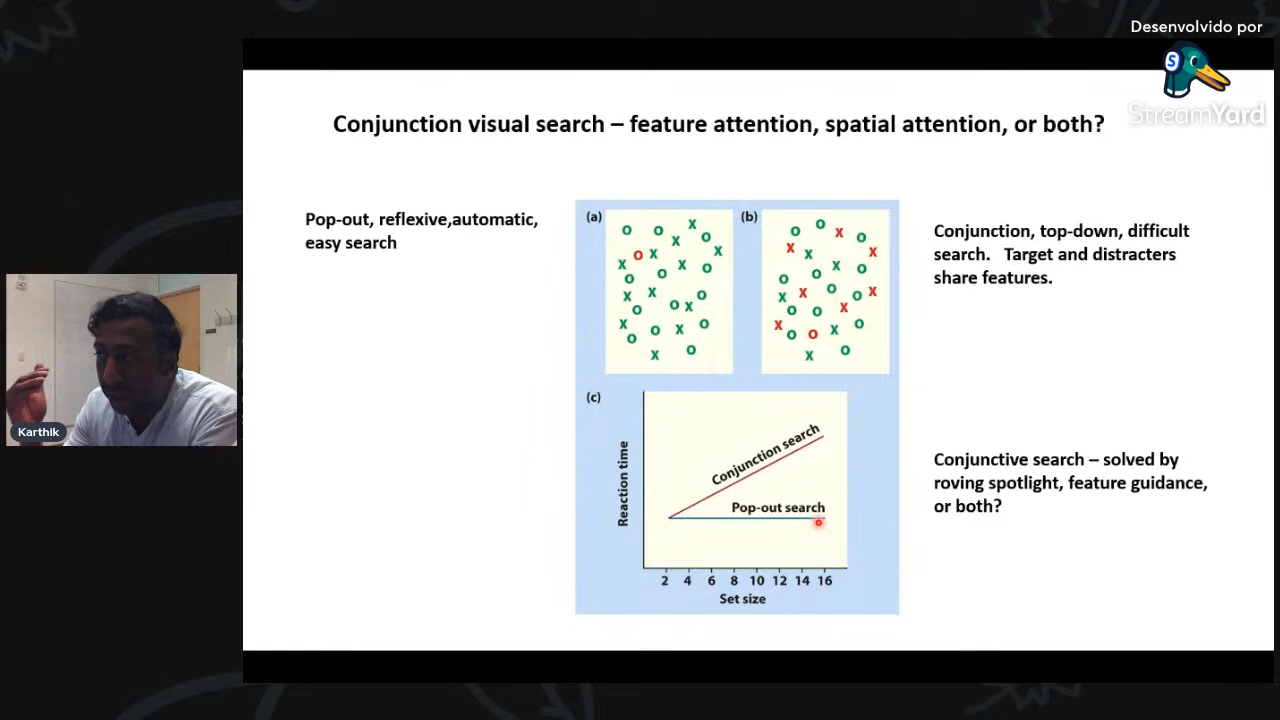 Desenvolvido por
S
StreamYard
Conjunction visual search – feature attention, spatial attention, or both?
Pop-out, reflexive,automatic,
easy search
(a)
(b)
Conjunction, top-down, difficult
search. Target and distracters
share features.
Karthik
(c)
Reaction time
Conjunction search
Pop-out search
2 4 6 8 10 12 14 16
Set size
Conjunctive search – solved by
roving spotlight, feature guidance,
or both?